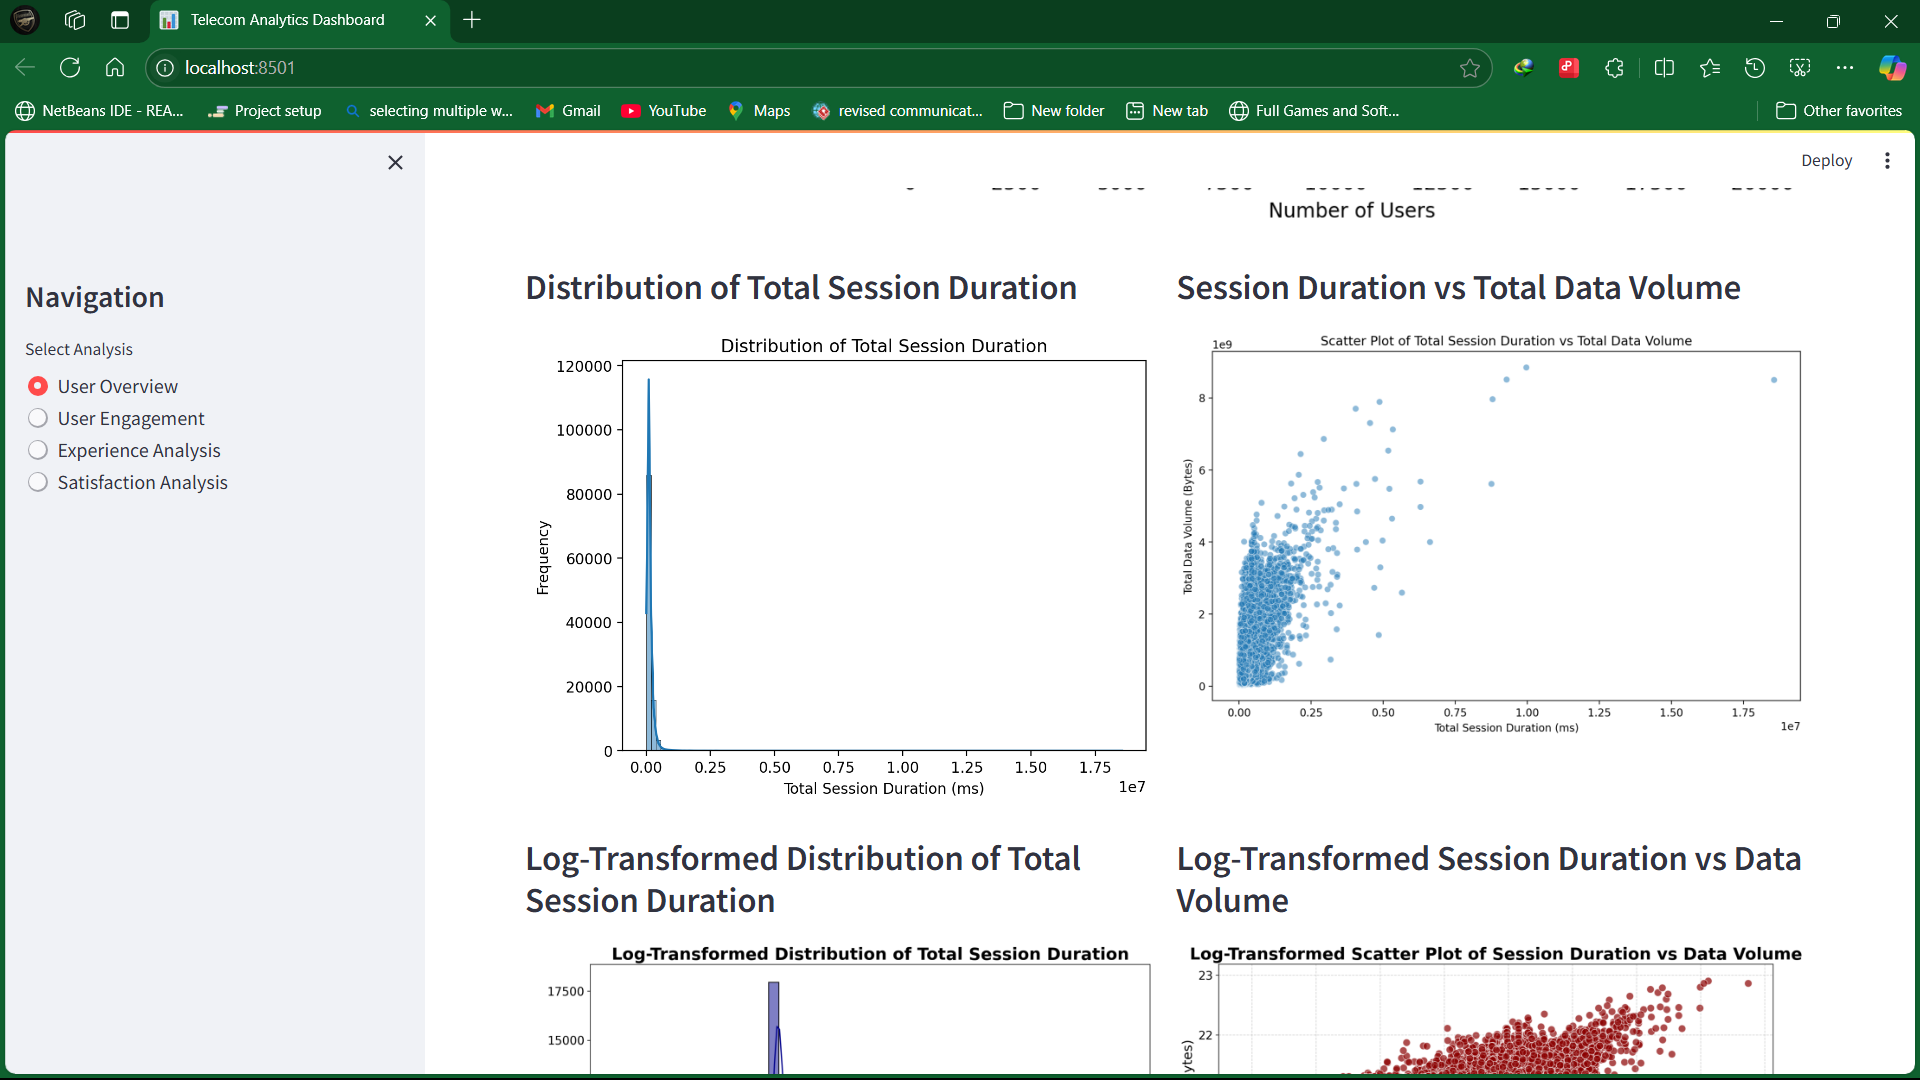 Telecom Analytics Dashboard
localhost:8501
NetBeans IDE - REA...
Project setup
selecting multiple w...
Gmail
YouTube
Maps
revised communicat...
New folder
New tab
Full Games and Soft...
Other favorites
Deploy
Navigation
Select Analysis
User Overview
User Engagement
Experience Analysis
Satisfaction Analysis
Number of Users
Distribution of Total Session Duration
Distribution of Total Session Duration
120000
100000
80000
60000
40000
20000
0
Frequency
0.00 0.25 0.50 0.75 1.00 1.25 1.50 1.75
Total Session Duration (ms)
1e7
Session Duration vs Total Data Volume
Scatter Plot of Total Session Duration vs Total Data Volume
1e9
8
6
4
2
0
Total Data Volume (Bytes)
0.00 0.25 0.50 0.75 1.00 1.25 1.50 1.75
Total Session Duration (ms)
1e7
Log-Transformed Distribution of Total
Session Duration
Log-Transformed Distribution of Total Session Duration
17500
15000
Log-Transformed Session Duration vs Data
Volume
Log-Transformed Scatter Plot of Session Duration vs Data Volume
23
22
ytes)